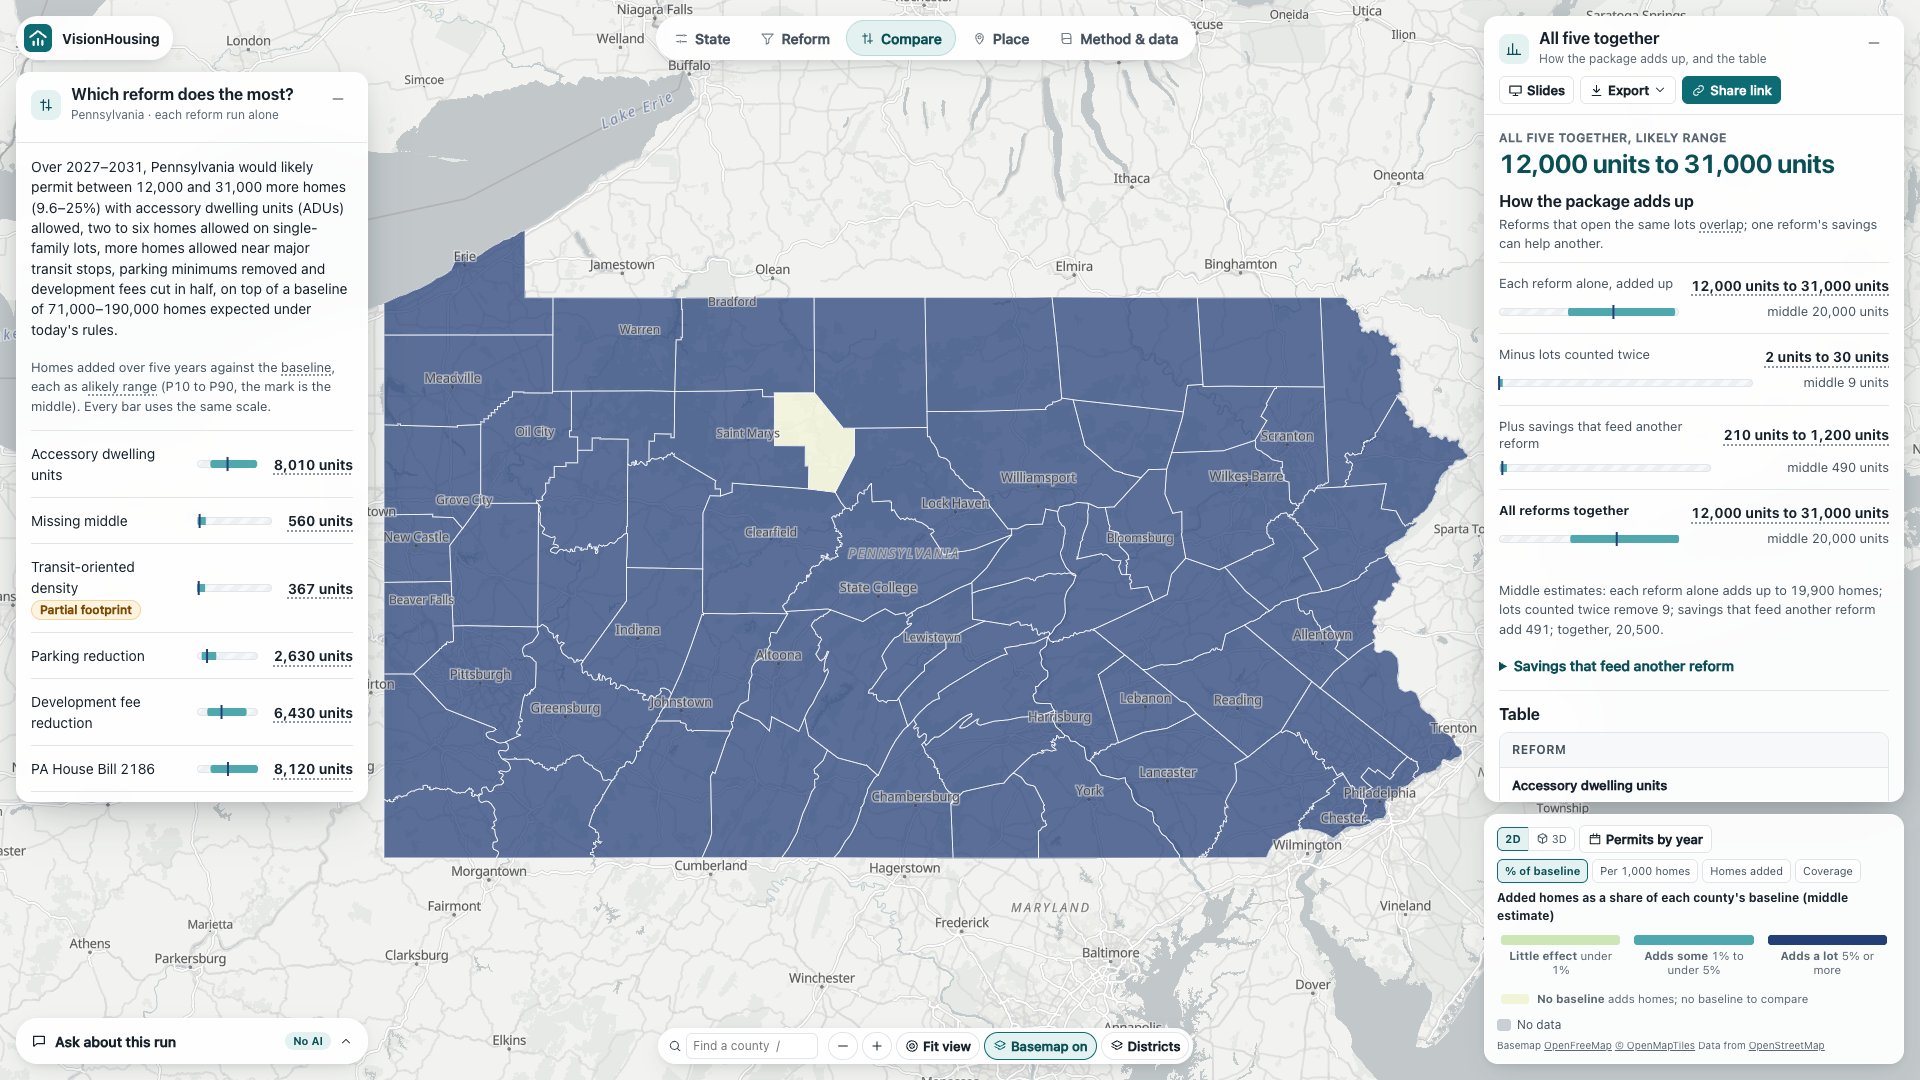 VisionHousing
State
Reform
Compare
Place
Method & data
Which reform does the most?
Pennsylvania · each reform run alone
Over 2027–2031, Pennsylvania would likely
permit between 12,000 and 31,000 more homes
(9.6–25%) with accessory dwelling units (ADUs)
allowed, two to six homes allowed on single-
family lots, more homes allowed near major
transit stops, parking minimums removed and
development fees cut in half, on top of a baseline
of 71,000–190,000 homes expected under
today's rules.
Homes added over five years against the baseline,
each as alikely range (P10 to P90, the mark is the
middle). Every bar uses the same scale.
Accessory dwelling
units
8,010 units
Missing middle
560 units
Transit-oriented
density
Partial footprint
367 units
Parking reduction
2,630 units
Development fee
reduction
6,430 units
PA House Bill 2186
8,120 units
Ask about this run
No AI
All five together
How the package adds up, and the table
Slides
Export
Share link
ALL FIVE TOGETHER, LIKELY RANGE
12,000 units to 31,000 units
How the package adds up
Reforms that open the same lots overlap; one reform's savings
can help another.
Each reform alone, added up
12,000 units to 31,000 units
middle 20,000 units
Minus lots counted twice
2 units to 30 units
middle 9 units
Plus savings that feed another
reform
210 units to 1,200 units
middle 490 units
All reforms together
12,000 units to 31,000 units
middle 20,000 units
Middle estimates: each reform alone adds up to 19,900 homes;
lots counted twice remove 9; savings that feed another reform
add 491; together, 20,500.
Savings that feed another reform
Table
REFORM
Accessory dwelling units
2D
3D
Permits by year
% of baseline
Per 1,000 homes
Homes added
Coverage
Added homes as a share of each county's baseline (middle
estimate)
Little effect under
1%
Adds some 1% to
under 5%
Adds a lot 5% or
more
No baseline adds homes; no baseline to compare
No data
Basemap OpenFreeMap © OpenMapTiles Data from OpenStreetMap
Find a county /
Fit view
Basemap on
Districts
Niagara Falls
London
Welland
Oneida
Utica
Ilion
Buffalo
Simcoe
Lake Erie
Ithaca
Oneonta
Erie
Jamestown
Olean
Elmira
Binghamton
Bradford
Warren
Meadville
Oil City
Saint Marys
Scranton
Williamsport
Wilkes-Barre
Grove City
Lock Haven
New Castle
Clearfield
Bloomsburg
PENNSYLVANIA
State College
Beaver Falls
Indiana
Lewistown
Allentown
Altoona
Pittsburgh
Lebanon
Reading
Johnstown
Greensburg
Harrisburg
Trenton
Lancaster
York
Chambersburg
Philadelphia
Chester
Township
Wilmington
Cumberland
Hagerstown
Morgantown
Fairmont
MARYLAND
Vineland
Frederick
Marietta
Athens
Parkersburg
Clarksburg
Baltimore
Winchester
Dover
Annapolis
Elkins